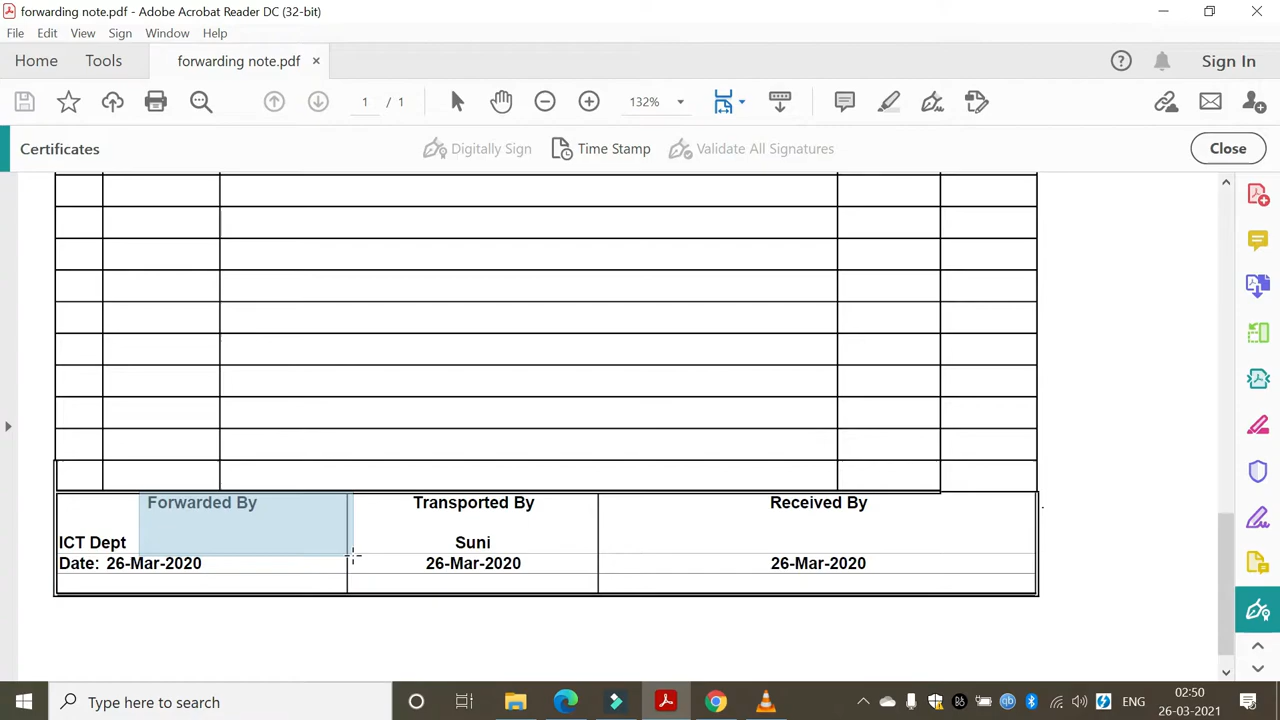 forwarding note.pdf - Adobe Acrobat Reader DC (32-bit)
File Edit View Sign Window Help
Home Tools forwarding note.pdf × Sign In
1 / 1 132%
Certificates Digitally Sign Time Stamp Validate All Signatures Close
Forwarded By Transported By Received By
ICT Dept Suni
Date: 26-Mar-2020 26-Mar-2020 26-Mar-2020
Type here to search ENG 02:50
26-03-2021